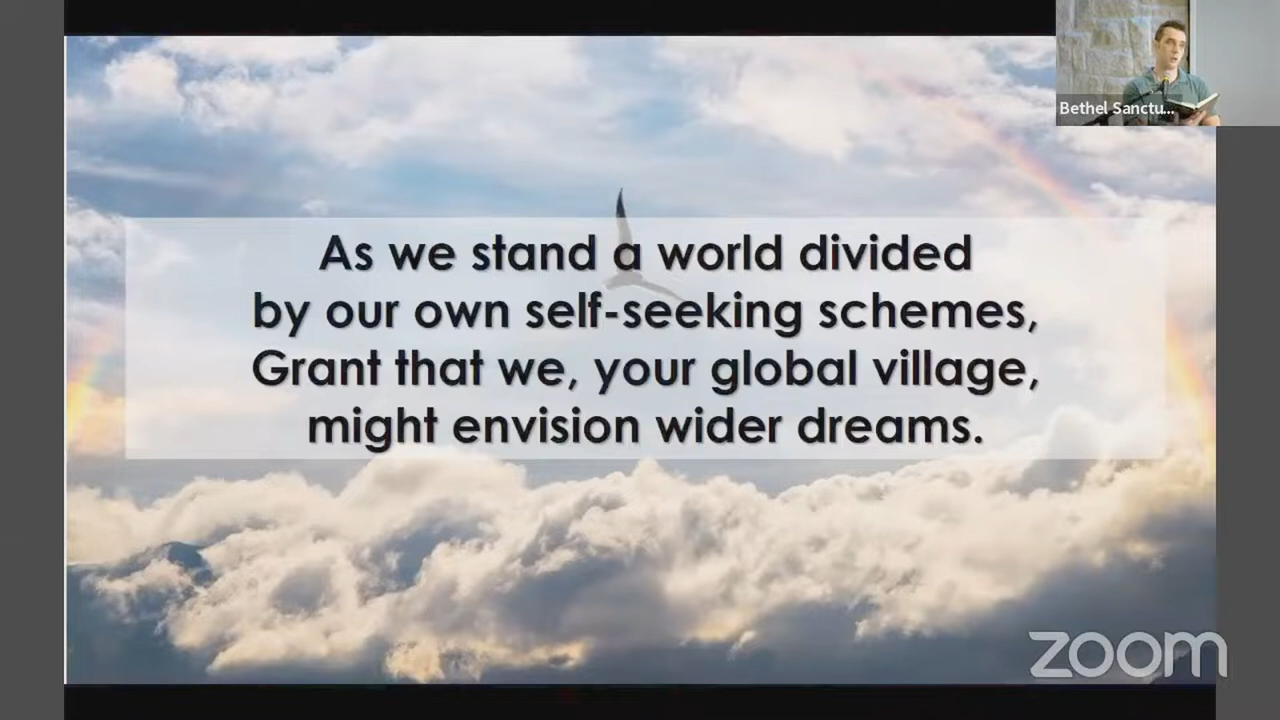 Bethel Sanctu...
As we stand a world divided
by our own self-seeking schemes,
Grant that we, your global village,
might envision wider dreams.
zoom